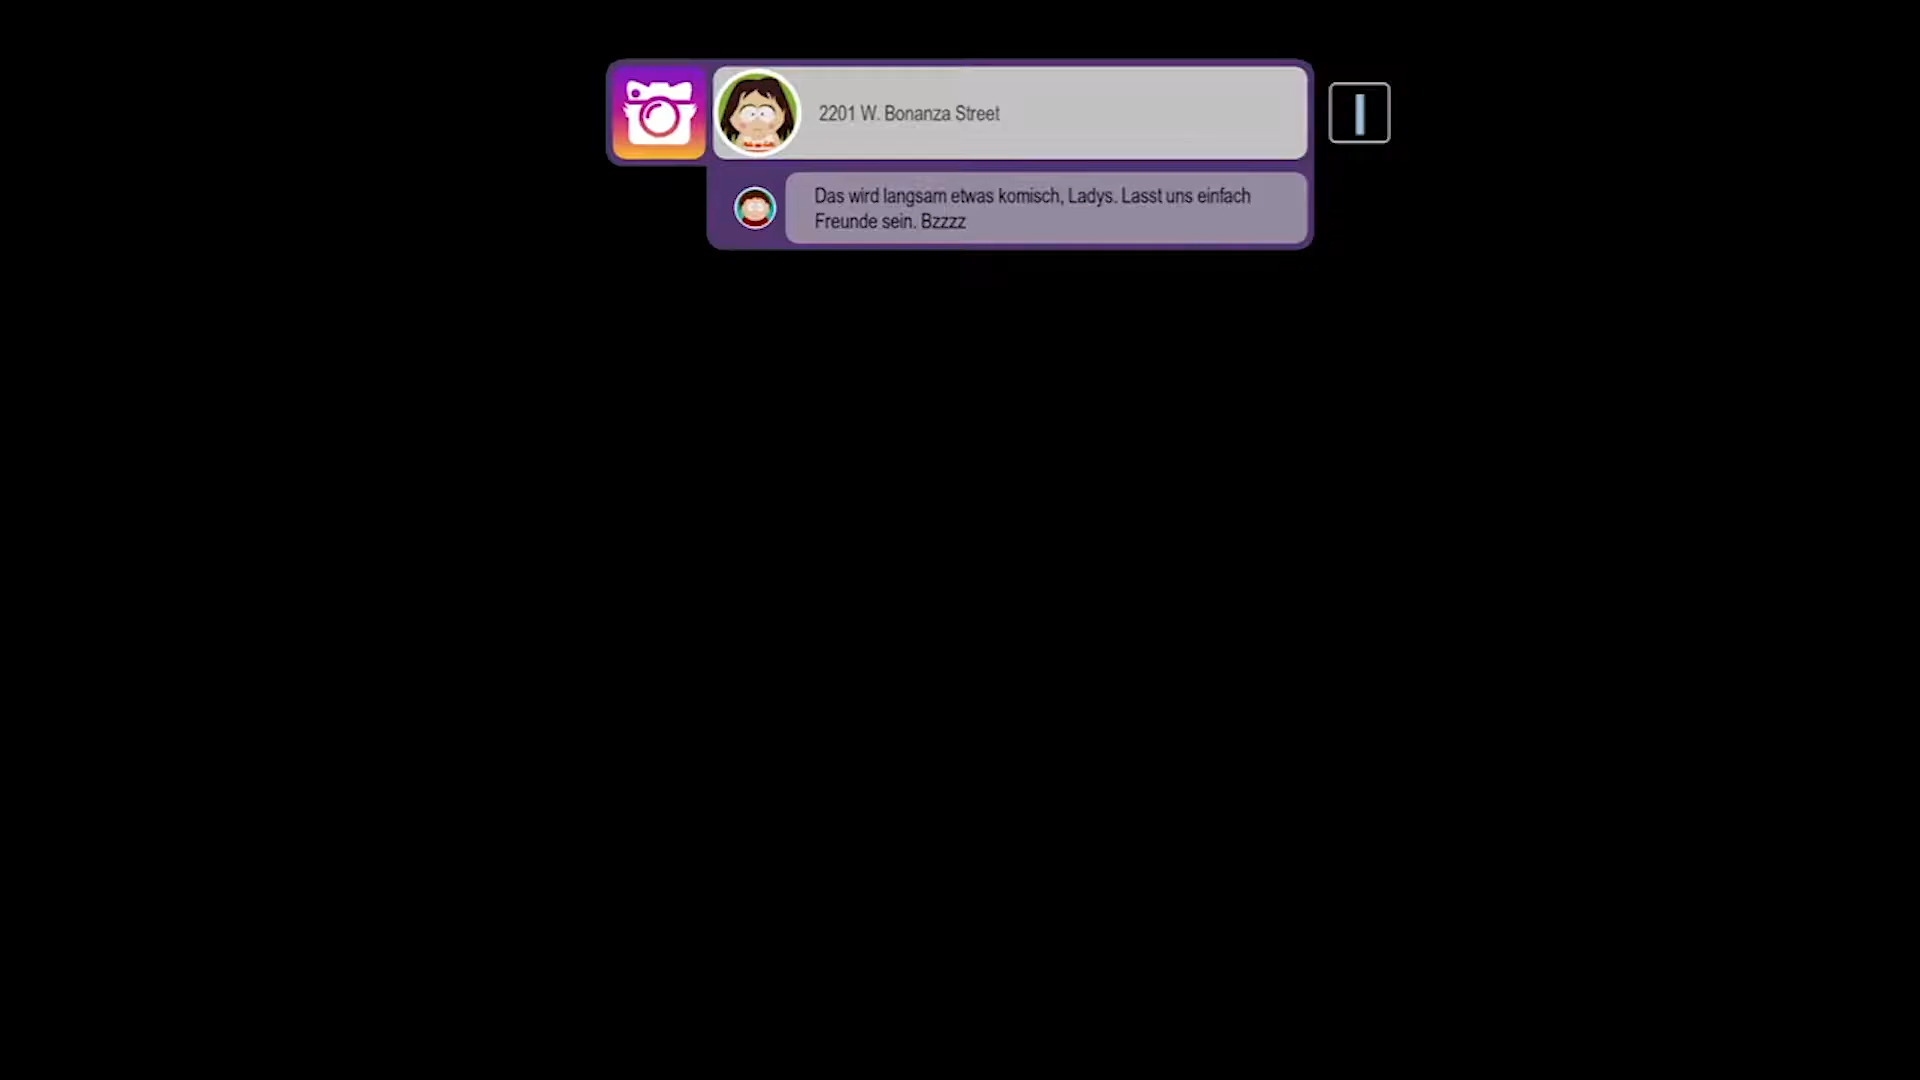 2201 W. Bonanza Street
I
Das wird langsam etwas komisch, Ladys. Lasst uns einfach
Freunde sein. Bzzzz